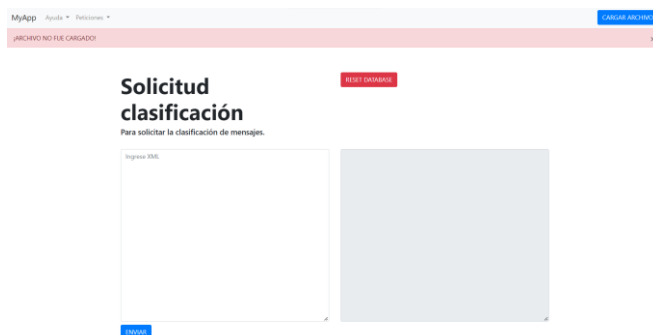 MyApp Ayuda Peticiones CARGAR ARCHIVO
¡ARCHIVO NO FUE CARGADO! x
Solicitud
clasificación
RESET DATABASE
Para solicitar la clasificación de mensajes.
Ingrese XML
ENVIAR